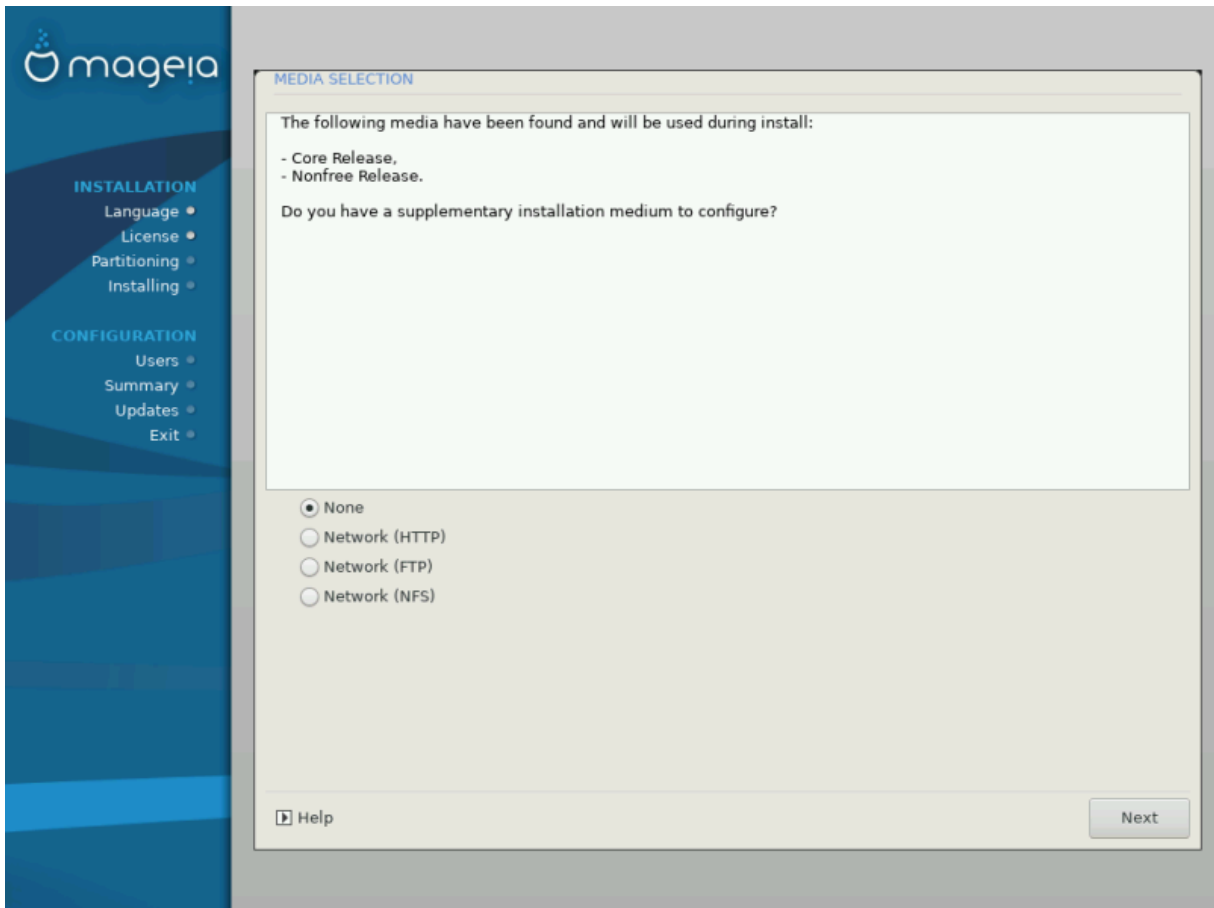 mageia
INSTALLATION
Language
License
Partitioning
Installing
CONFIGURATION
Users
Summary
Updates
Exit
MEDIA SELECTION
The following media have been found and will be used during install:
- Core Release,
- Nonfree Release.
Do you have a supplementary installation medium to configure?
None
Network (HTTP)
Network (FTP)
Network (NFS)
Help
Next